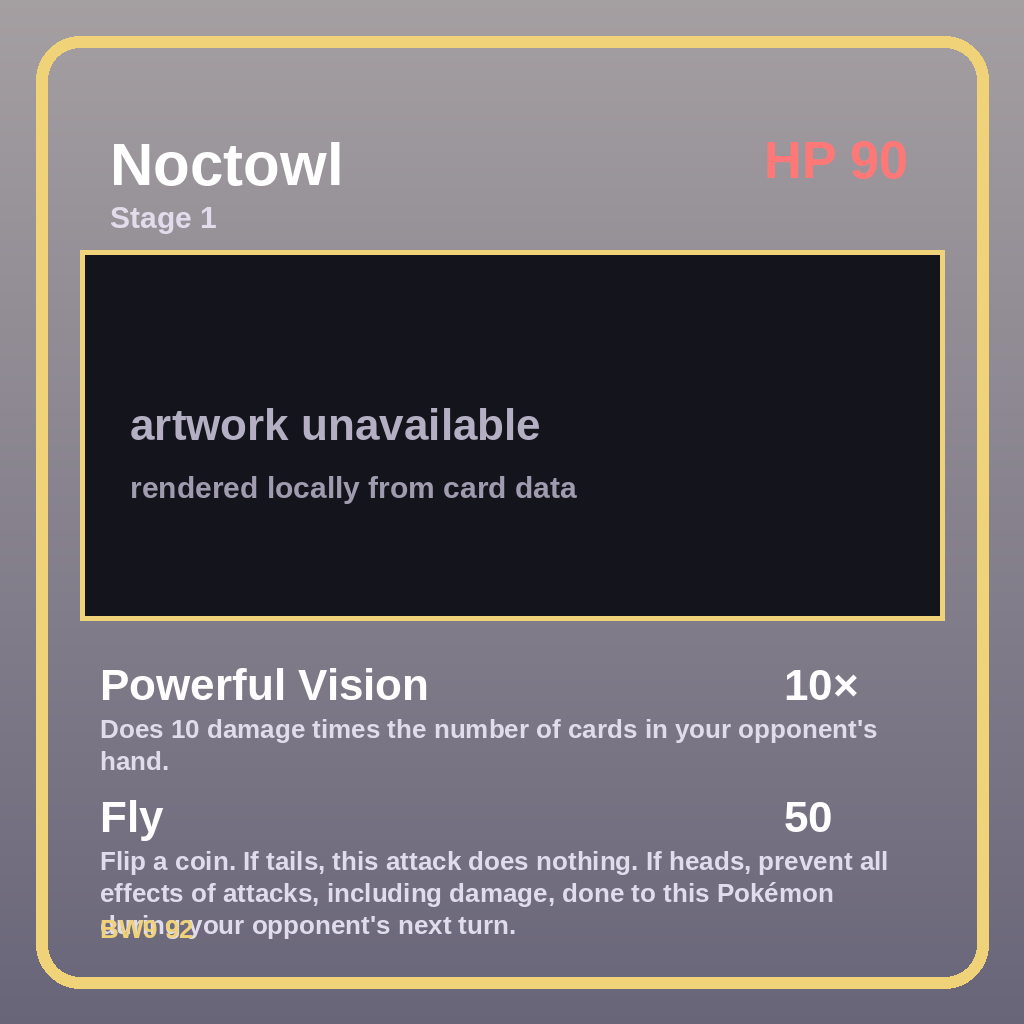 Noctowl
HP 90
Stage 1
artwork unavailable
rendered locally from card data
Powerful Vision 10×
Does 10 damage times the number of cards in your opponent's
hand.
Fly 50
Flip a coin. If tails, this attack does nothing. If heads, prevent all
effects of attacks, including damage, done to this Pokémon
during your opponent's next turn.